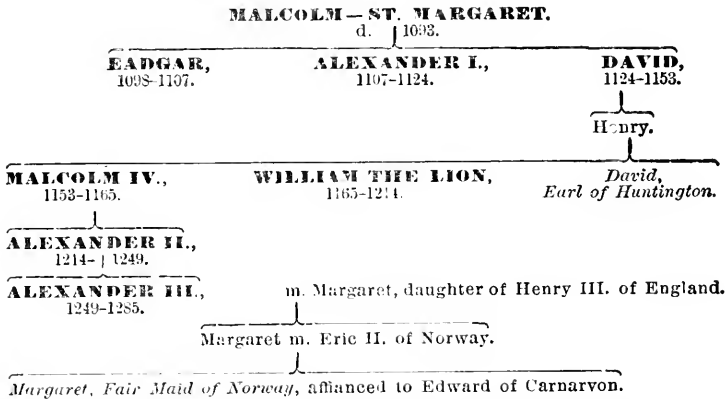 MALCOLM — ST. MARGARET.
d. 1093.
EADGAR, ALEXANDER I., DAVID,
1098-1107. 1107-1124. 1124-1153.
Henry.
MALCOLM IV., WILLIAM THE LION, David,
1153-1165. 1165-1214. Earl of Huntington.
ALEXANDER II.,
1214- 1249.
ALEXANDER III., m. Margaret, daughter of Henry III. of England.
1249-1285.
Margaret m. Eric II. of Norway.
Margaret, Fair Maid of Norway, affianced to Edward of Carnarvon.